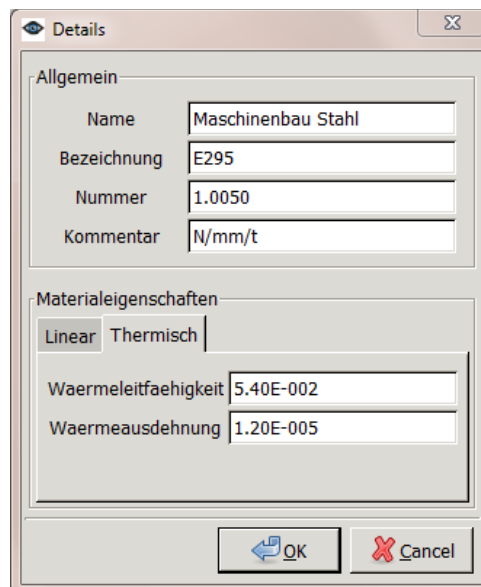 Details
Allgemein
Name Maschinenbau Stahl
Bezeichnung E295
Nummer 1.0050
Kommentar N/mm/t
Materialeigenschaften
Linear Thermisch
Waermeleitfaehigkeit 5.40E-002
Waermeausdehnung 1.20E-005
OK Cancel